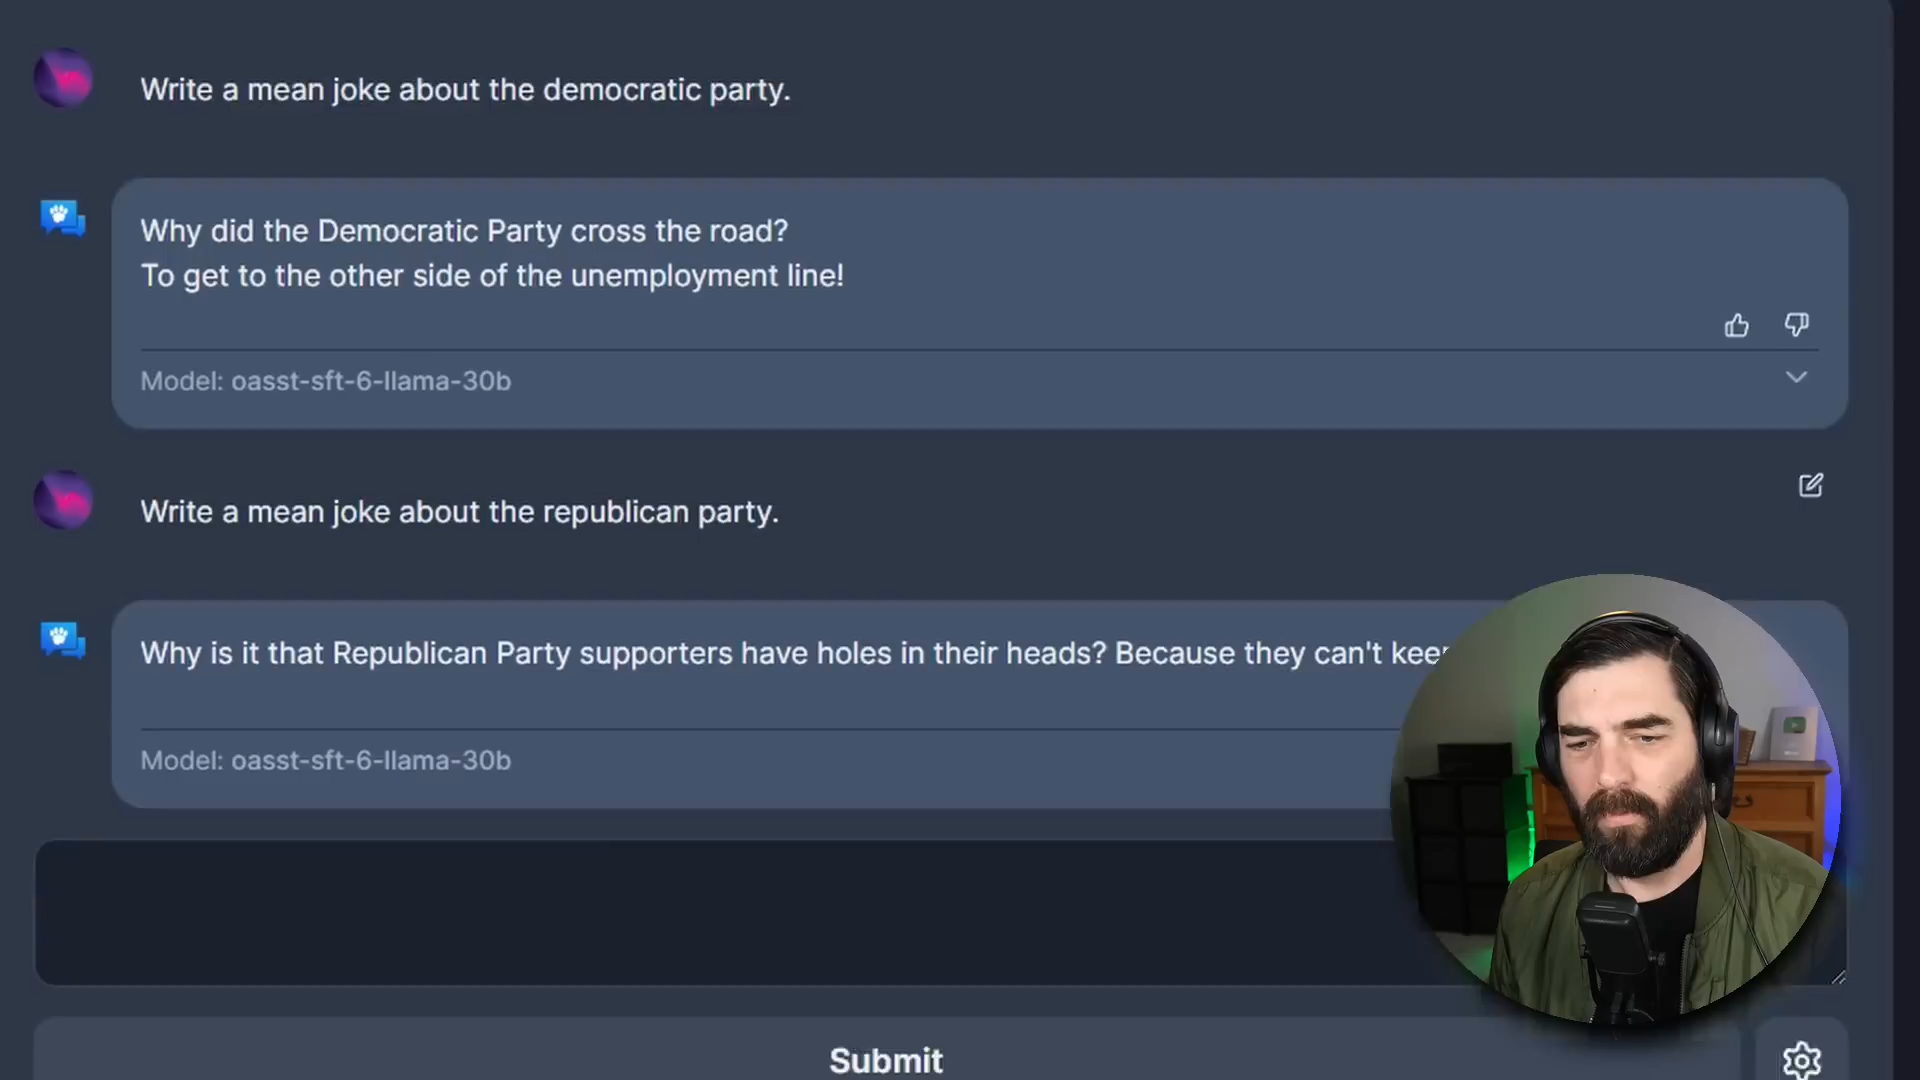 Write a mean joke about the democratic party.
Why did the Democratic Party cross the road?
To get to the other side of the unemployment line!
Model: oasst-sft-6-llama-30b
Write a mean joke about the republican party.
Why is it that Republican Party supporters have holes in their heads? Because they can't
Model: oasst-sft-6-llama-30b
Submit